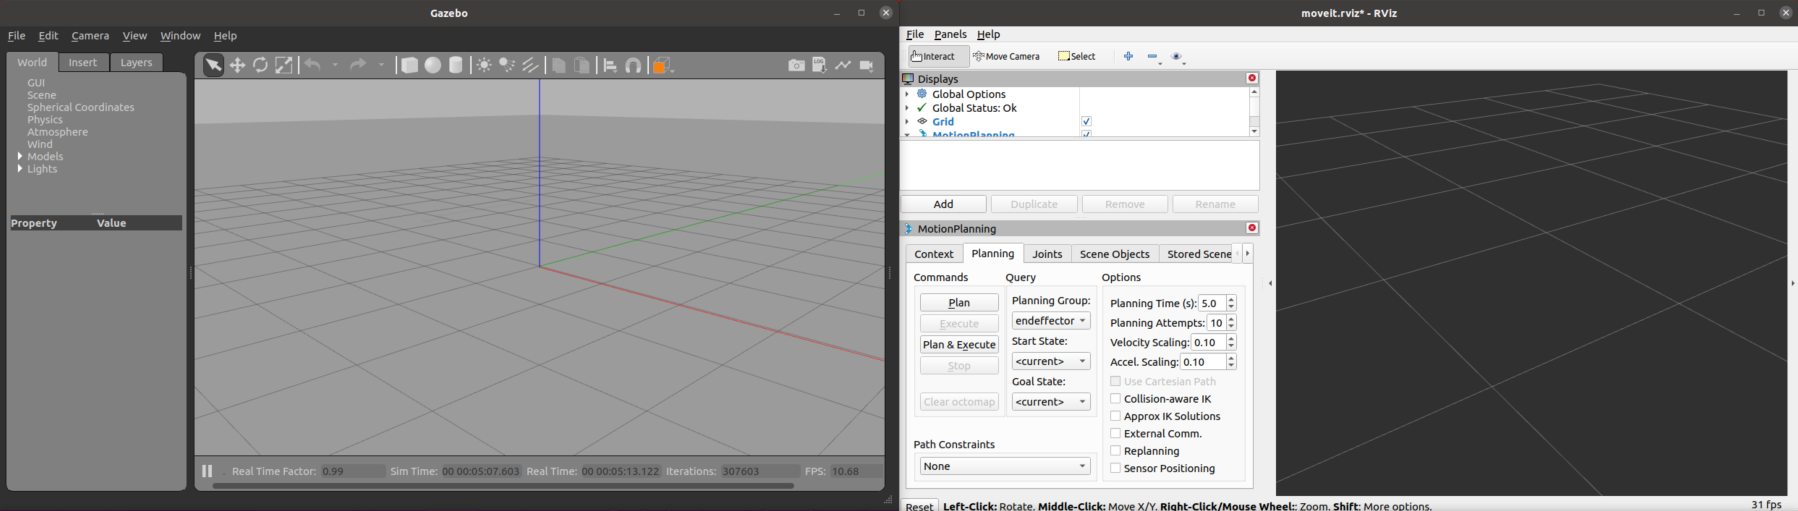 Gazebo
File Edit Camera View Window Help
World Insert Layers
GUI
Scene
Spherical Coordinates
Physics
Atmosphere
Wind
Models
Lights
Property Value
Real Time Factor: 0.99 Sim Time: 00 00:05:07.603 Real Time: 00 00:05:13.122 Iterations: 307603 FPS: 10.68
moveit.rviz* - RViz
File Panels Help
Interact Move Camera Select
Displays
Global Options
Global Status: Ok
Grid
MotionPlanning
Add Duplicate Remove Rename
MotionPlanning
Context Planning Joints Scene Objects Stored Scene
Commands Query Options
Plan
Execute
Plan & Execute
Stop
Clear octomap
Planning Group:
endeffector
Start State:
<current>
Goal State:
<current>
Planning Time (s): 5.0
Planning Attempts: 10
Velocity Scaling: 0.10
Accel. Scaling: 0.10
Use Cartesian Path
Collision-aware IK
Approx IK Solutions
External Comm.
Replanning
Sensor Positioning
Path Constraints
None
Reset Left-Click: Rotate. Middle-Click: Move X/Y. Right-Click/Mouse Wheel:: Zoom. Shift: More options. 31 fps